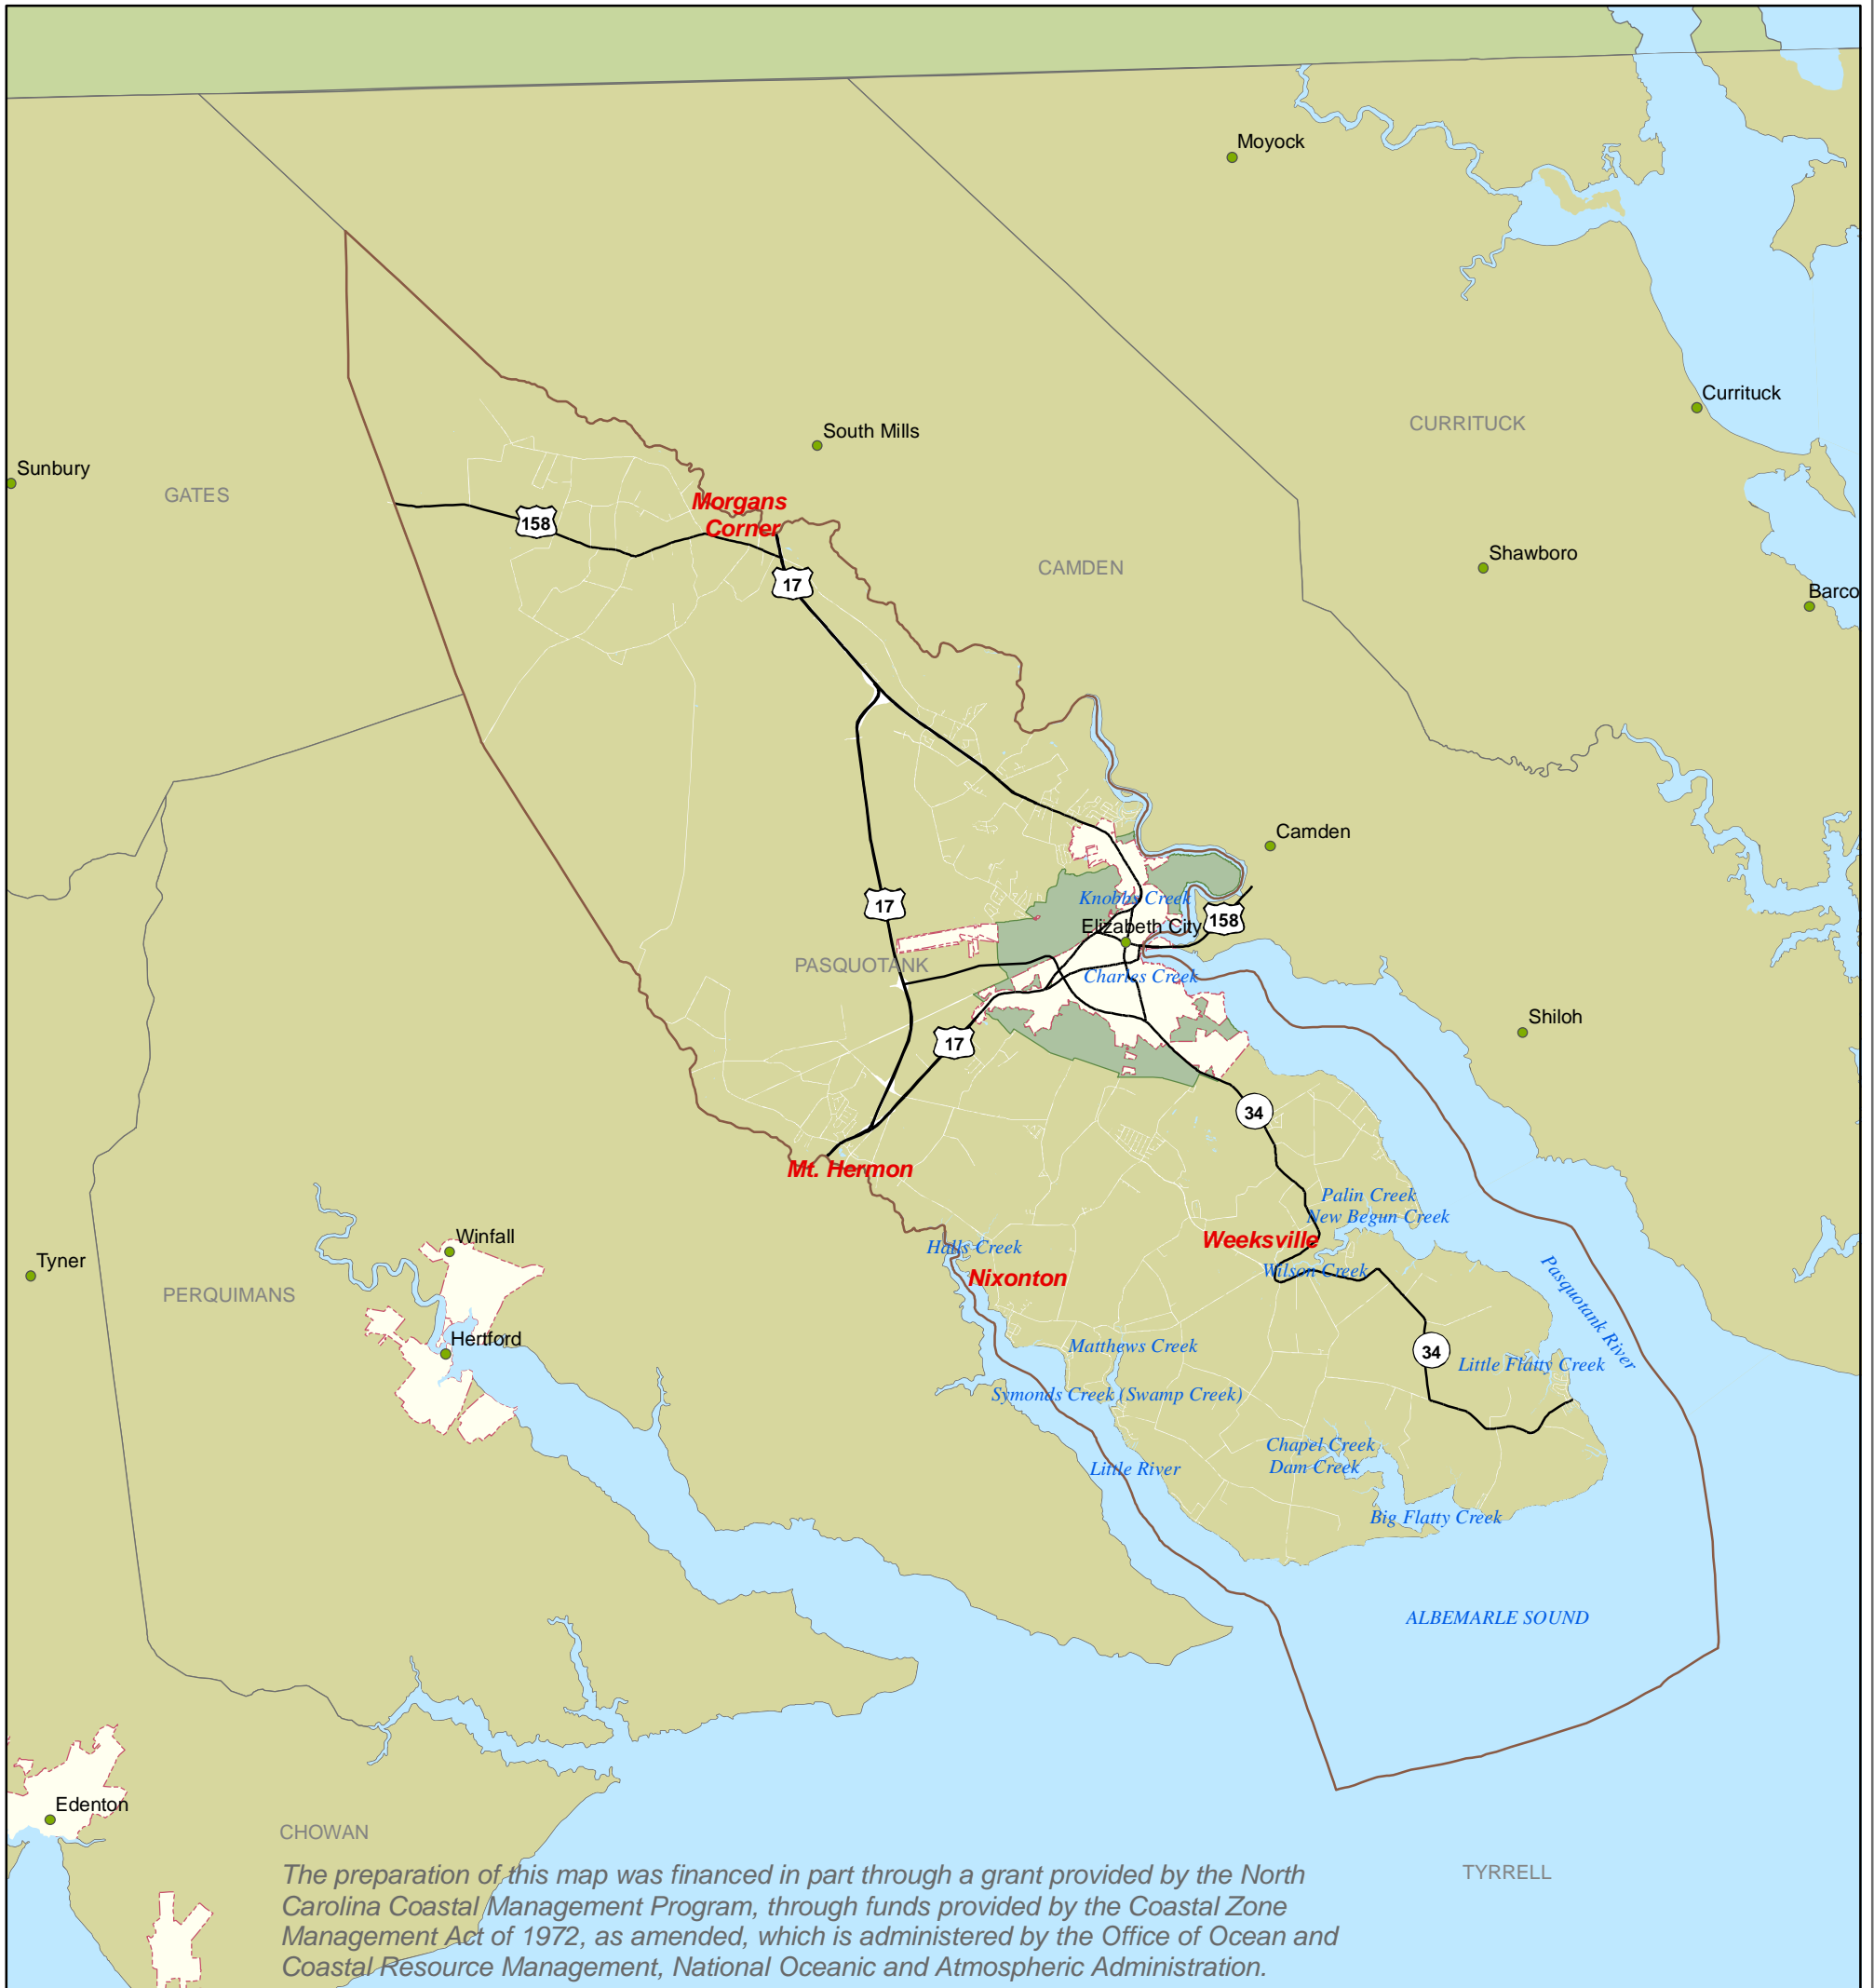 Moyock
Currituck
CURRITUCK
South Mills
Sunbury
GATES
Morgans
Corner
158
Shawboro
CAMDEN
17
Barco
Camden
Knobbs Creek
17
158
Elizabeth City
PASQUOTANK
Charles Creek
Shiloh
17
34
Mt. Hermon
Palin Creek
New Begun Creek
Winfall
Weeksville
Halls Creek
Tyner
Wilson Creek
Nixonton
PERQUIMANS
Pasquotank River
Hertford
Matthews Creek
34
Little Flatty Creek
Symonds Creek (Swamp Creek)
Chapel Creek
Dam Creek
Little River
Big Flatty Creek
ALBEMARLE SOUND
Edenton
CHOWAN
TYRRELL
The preparation of this map was financed in part through a grant provided by the North
Carolina Coastal Management Program, through funds provided by the Coastal Zone
Management Act of 1972, as amended, which is administered by the Office of Ocean and
Coastal Resource Management, National Oceanic and Atmospheric Administration.